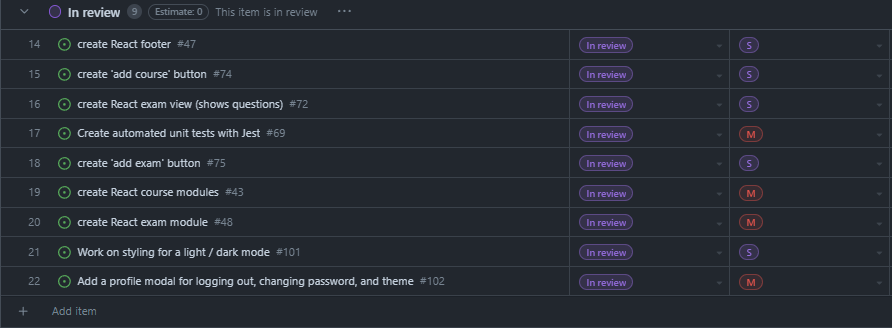 In review 9 Estimate: 0 This item is in review ...
14 create React footer #47 In review S
15 create 'add course' button #74 In review S
16 create React exam view (shows questions) #72 In review S
17 Create automated unit tests with Jest #69 In review M
18 create 'add exam' button #75 In review S
19 create React course modules #43 In review M
20 create React exam module #48 In review M
21 Work on styling for a light / dark mode #101 In review S
22 Add a profile modal for logging out, changing password, and theme #102 In review M
+ Add item